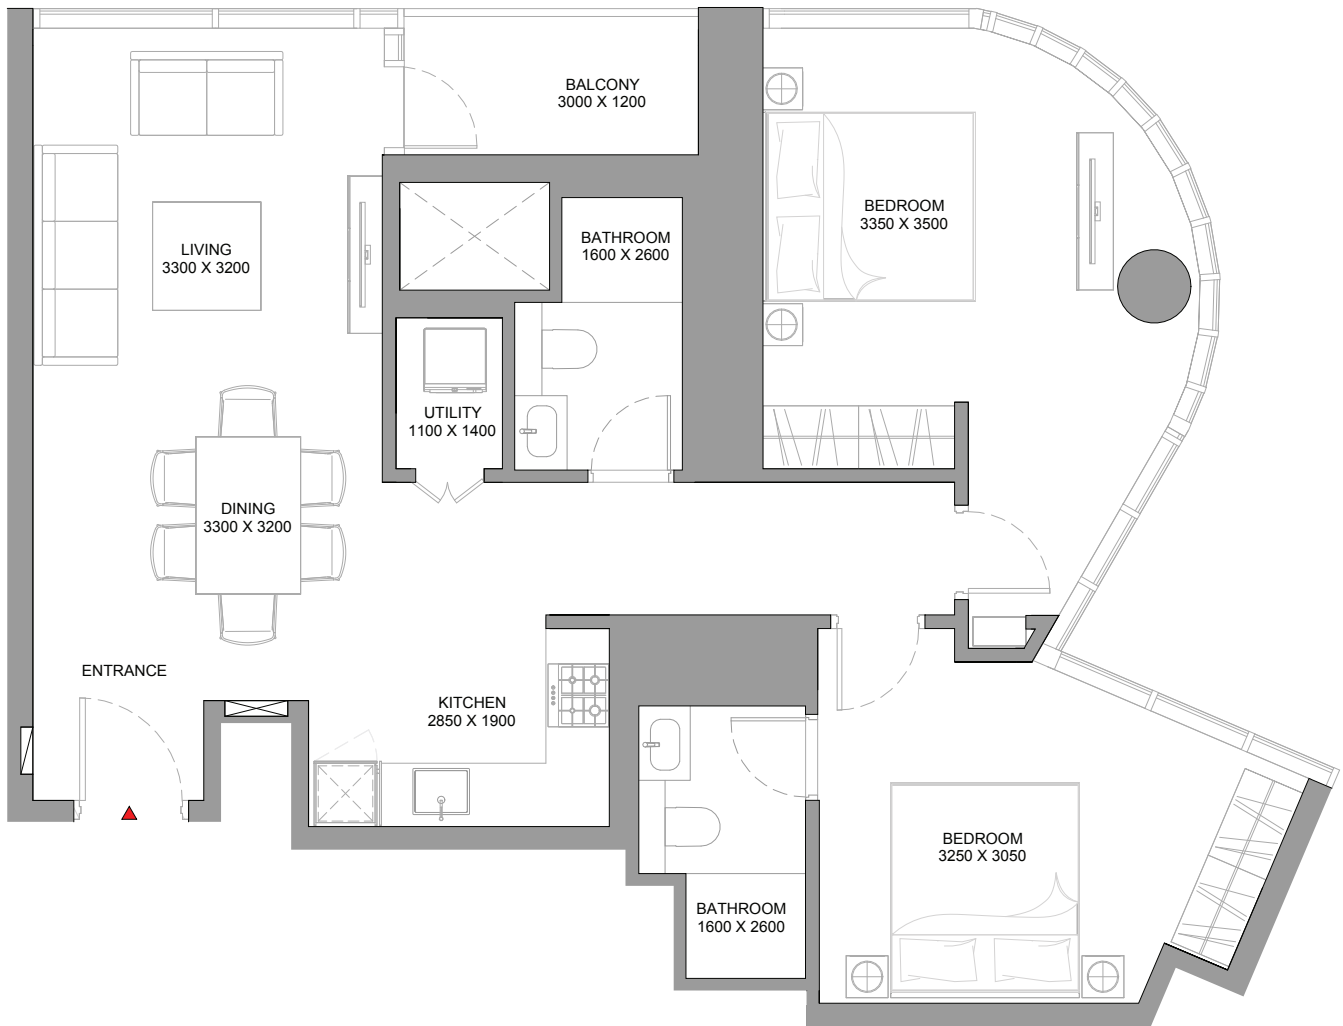 BALCONY
3000 X 1200
BEDROOM
3350 X 3500
BATHROOM
1600 X 2600
LIVING
3300 X 3200
UTILITY
1100 X 1400
DINING
3300 X 3200
ENTRANCE
KITCHEN
2850 X 1900
BEDROOM
3250 X 3050
BATHROOM
1600 X 2600